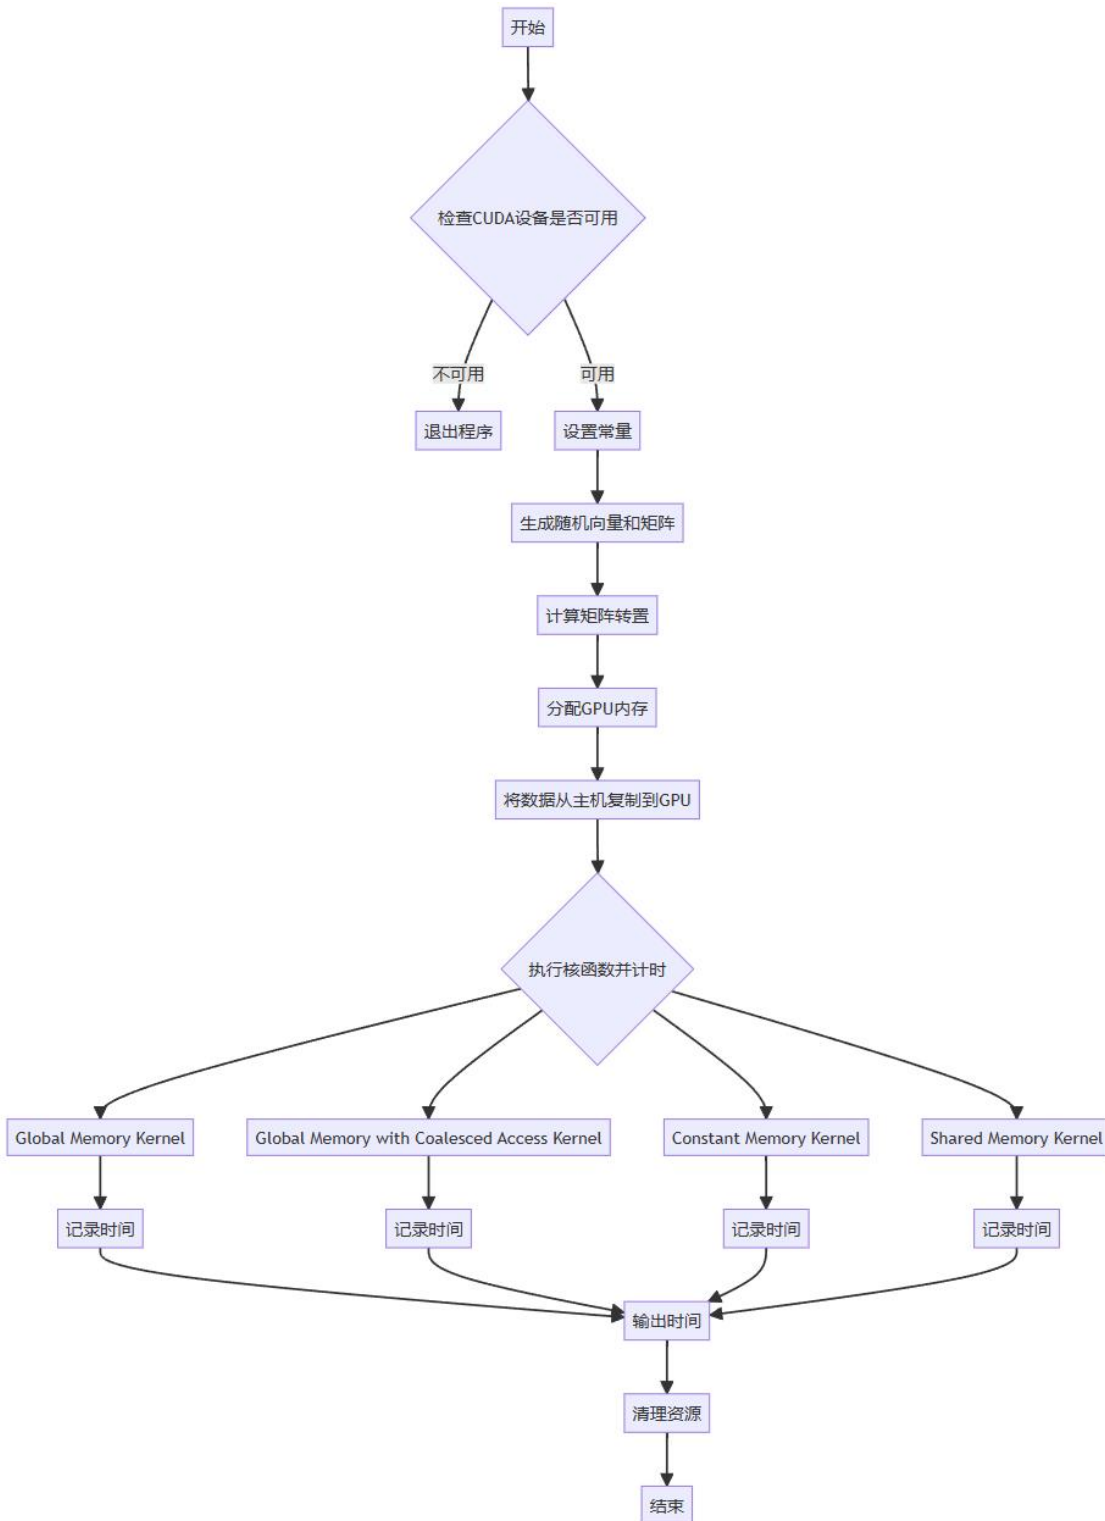 开始
检查CUDA设备是否可用
不可用
可用
退出程序
设置常量
生成随机向量和矩阵
计算矩阵转置
分配GPU内存
将数据从主机复制到GPU
执行核函数并计时
Global Memory Kernel
Global Memory with Coalesced Access Kernel
Constant Memory Kernel
Shared Memory Kernel
记录时间
记录时间
记录时间
记录时间
输出时间
清理资源
结束